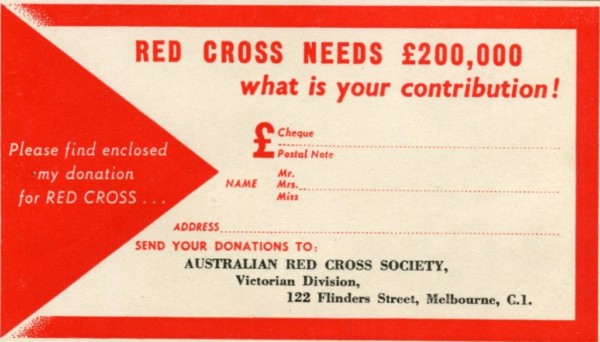 RED CROSS NEEDS £200,000
what is your contribution!
Please find enclosed
my donation
for RED CROSS . . .
£ Cheque
Postal Note
NAME Mr.
Mrs.
Miss
ADDRESS
SEND YOUR DONATIONS TO:
AUSTRALIAN RED CROSS SOCIETY,
Victorian Division,
122 Flinders Street, Melbourne, C.1.